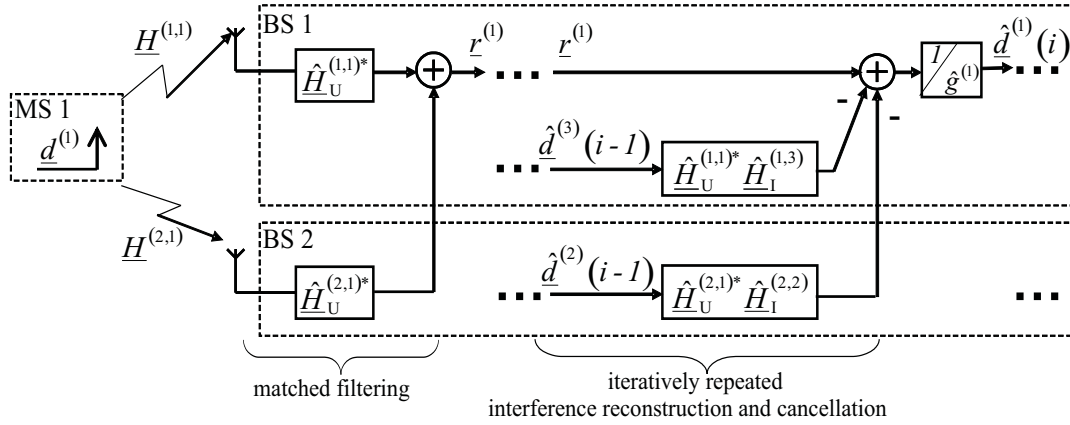 BS 1
H^(1,1)
Ĥ_U^(1,1)*
r^(1)
r^(1)
1/ĝ^(1)
d̂^(1)(i)
MS 1
d^(1)
d̂^(3)(i-1)
Ĥ_U^(1,1)* Ĥ_I^(1,3)
H^(2,1)
BS 2
Ĥ_U^(2,1)*
d̂^(2)(i-1)
Ĥ_U^(2,1)* Ĥ_I^(2,2)
matched filtering
iteratively repeated
interference reconstruction and cancellation